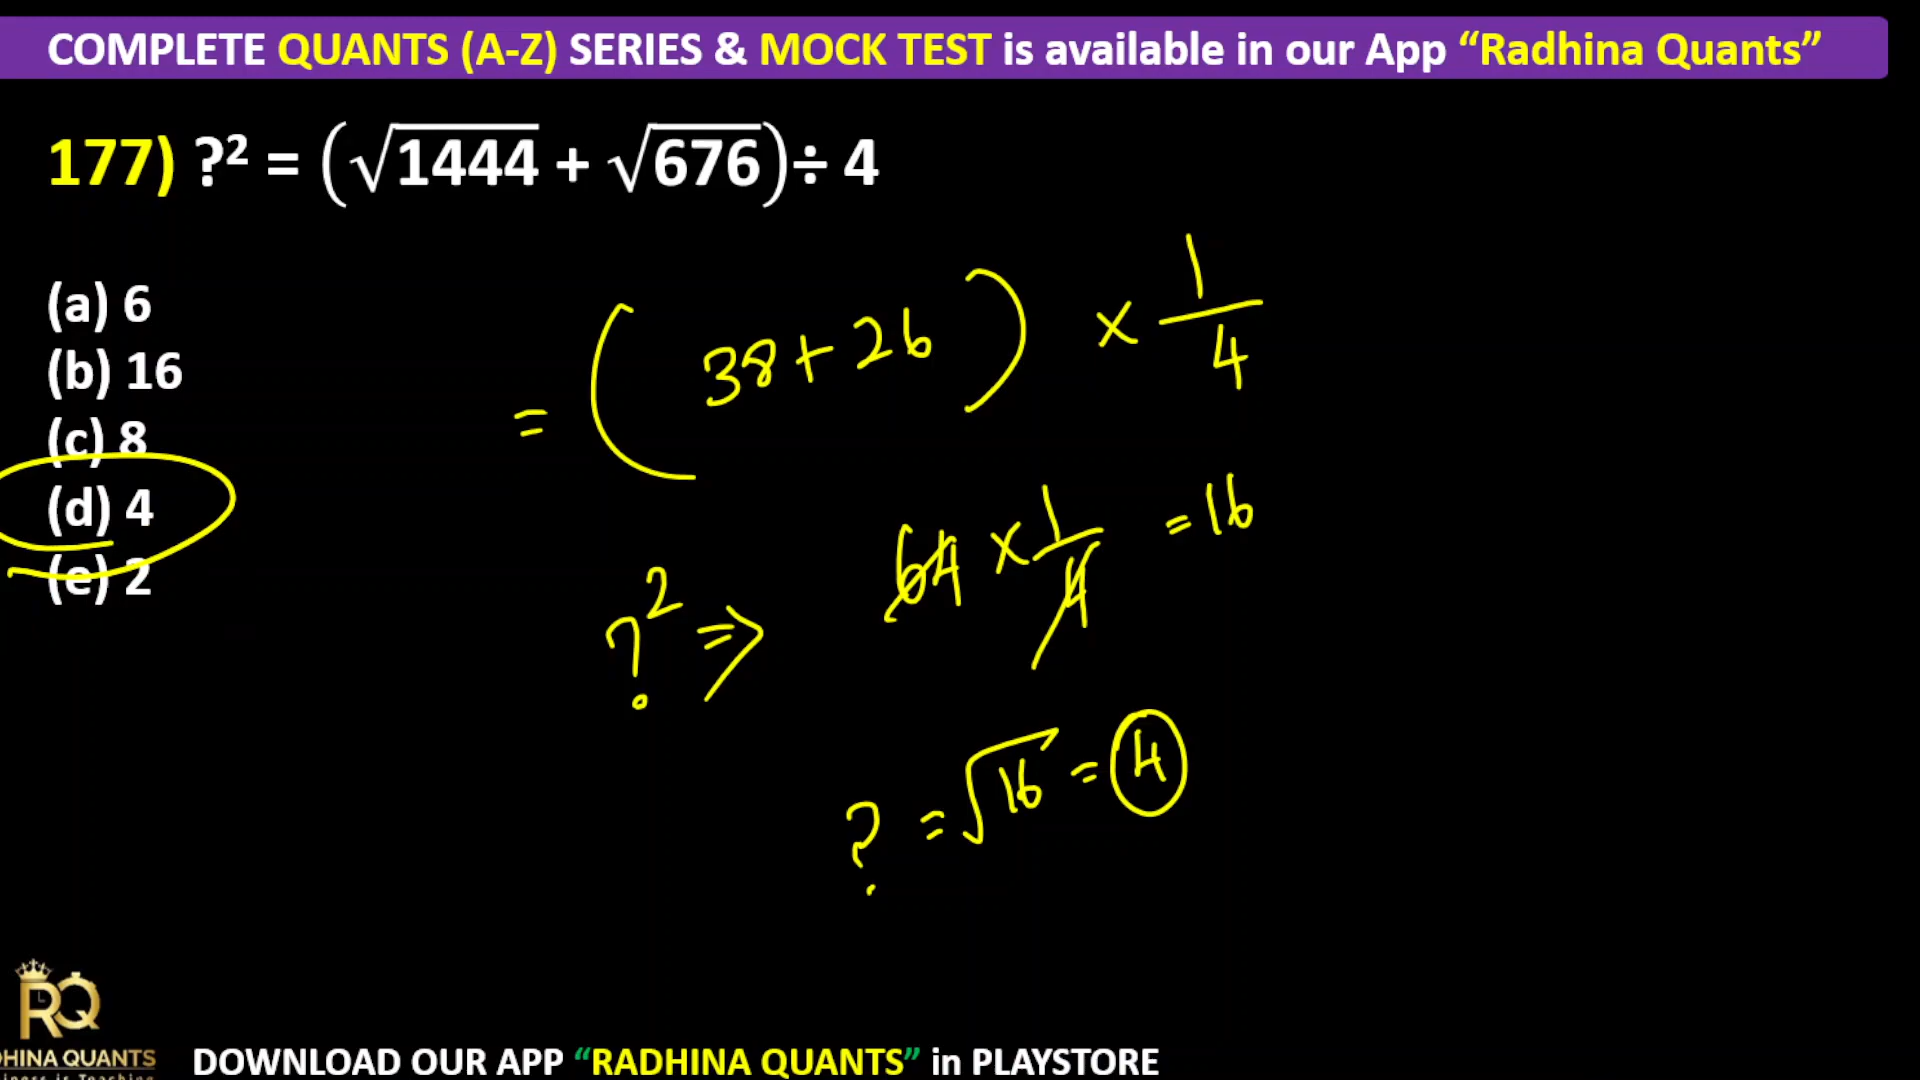 COMPLETE QUANTS (A-Z) SERIES & MOCK TEST is available in our App “Radhina Quants”
177) ?² = (√1444 + √676) ÷ 4
(a) 6
(b) 16
(c) 8
(d) 4
(e) 2
= (38 + 26) × 1/4
?² ⇒ 64 × 1/4 = 16
? = √16 = 4
RQ
HINA QUANTS
DOWNLOAD OUR APP “RADHINA QUANTS” in PLAYSTORE